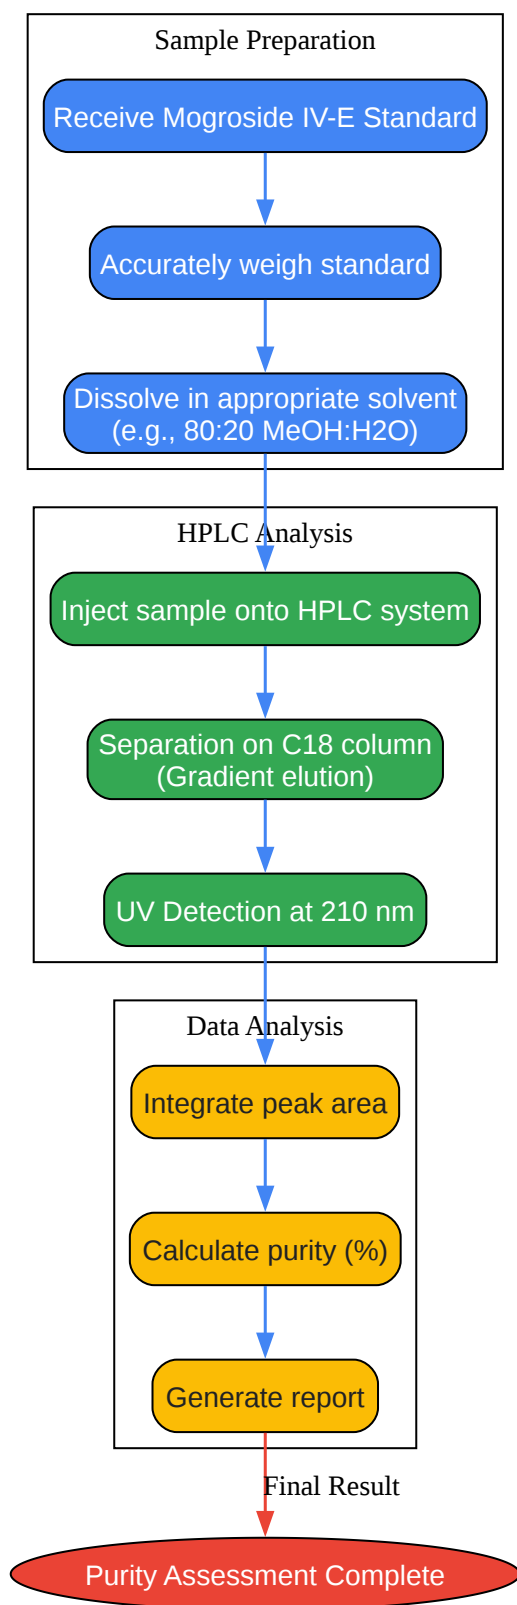 Sample Preparation
Receive Mogroside IV-E Standard
Accurately weigh standard
Dissolve in appropriate solvent
(e.g., 80:20 MeOH:H2O)
HPLC Analysis
Inject sample onto HPLC system
Separation on C18 column
(Gradient elution)
UV Detection at 210 nm
Data Analysis
Integrate peak area
Calculate purity (%)
Generate report
Final Result
Purity Assessment Complete